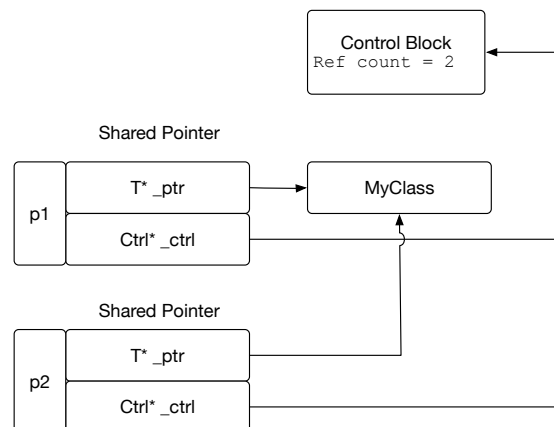 Control Block
Ref count = 2
Shared Pointer
p1
T* _ptr
MyClass
Ctrl* _ctrl
Shared Pointer
p2
T* _ptr
Ctrl* _ctrl